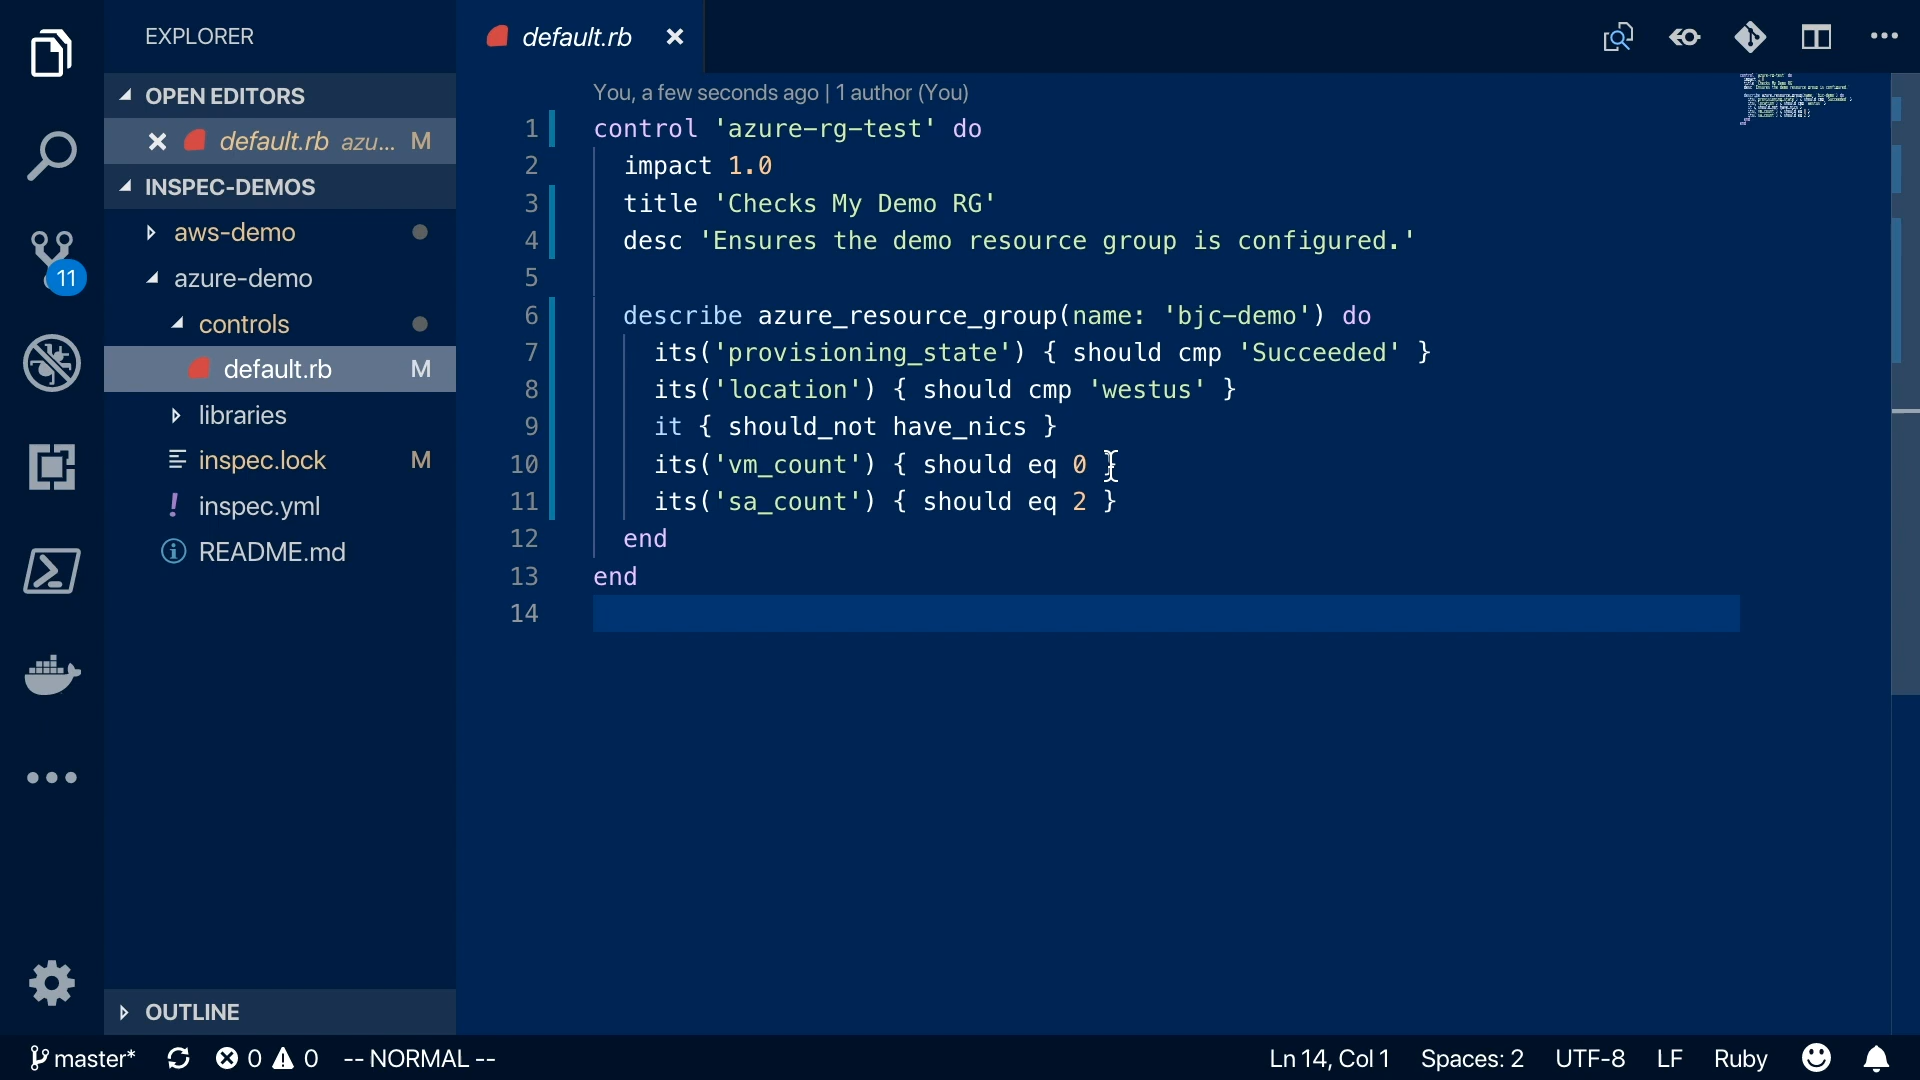 EXPLORER
OPEN EDITORS
default.rb azu... M
INSPEC-DEMOS
aws-demo
azure-demo
controls
default.rb M
libraries
inspec.lock M
inspec.yml
README.md
OUTLINE
11
default.rb
You, a few seconds ago | 1 author (You)
1 control 'azure-rg-test' do
2 impact 1.0
3 title 'Checks My Demo RG'
4 desc 'Ensures the demo resource group is configured.'
5
6 describe azure_resource_group(name: 'bjc-demo') do
7 its('provisioning_state') { should cmp 'Succeeded' }
8 its('location') { should cmp 'westus' }
9 it { should_not have_nics }
10 its('vm_count') { should eq 0 }
11 its('sa_count') { should eq 2 }
12 end
13 end
14
master* 0 0 -- NORMAL -- Ln 14, Col 1 Spaces: 2 UTF-8 LF Ruby